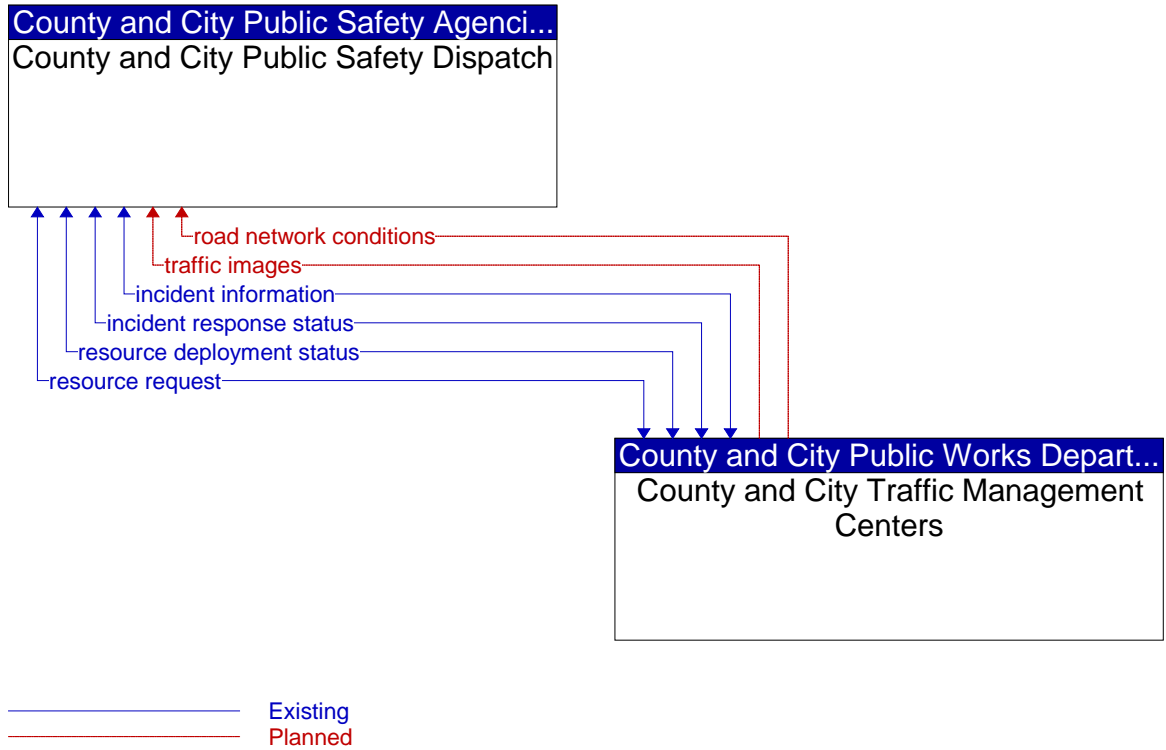 County and City Public Safety Agenci...
County and City Public Safety Dispatch
road network conditions
traffic images
incident information
incident response status
resource deployment status
resource request
County and City Public Works Depart...
County and City Traffic Management
Centers
Existing
Planned